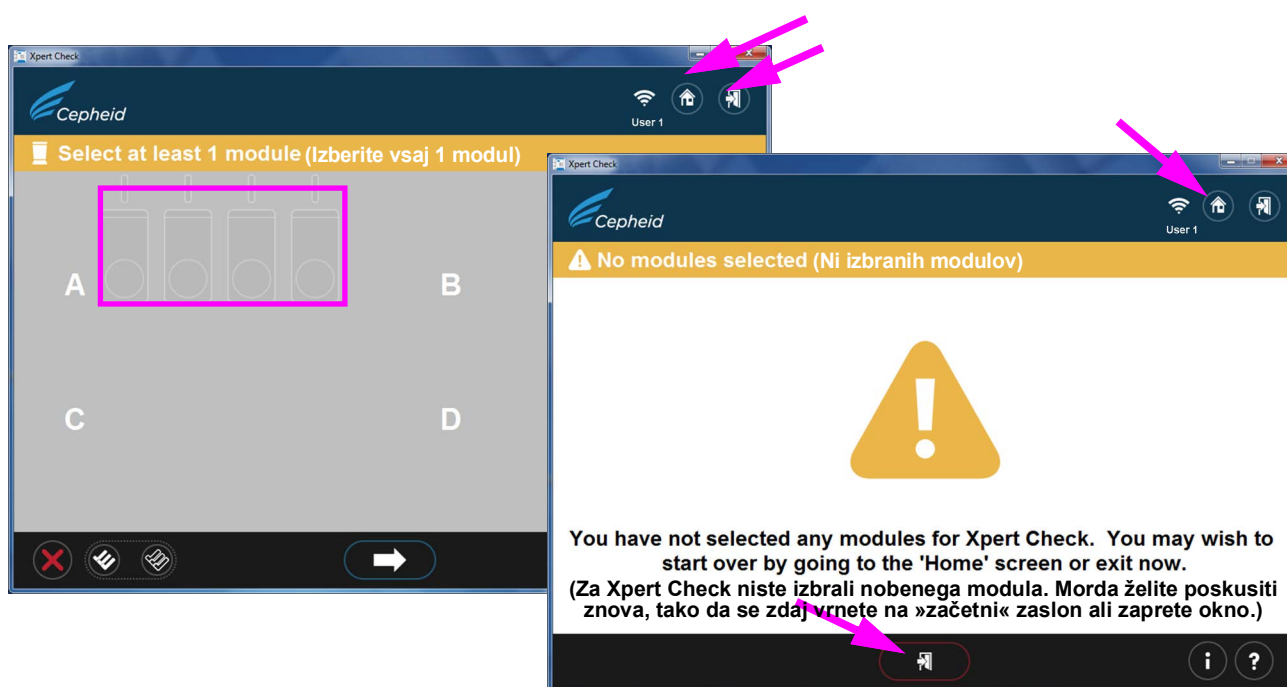 Xpert Check
Cepheid
User 1
Select at least 1 module (Izberite vsaj 1 modul)
A
B
C
D
Xpert Check
Cepheid
User 1
No modules selected (Ni izbranih modulov)
You have not selected any modules for Xpert Check. You may wish to
start over by going to the 'Home' screen or exit now.
(Za Xpert Check niste izbrali nobenega modula. Morda želite poskusiti
znova, tako da se zdaj vrnete na »začetni« zaslon ali zaprete okno.)
i ?